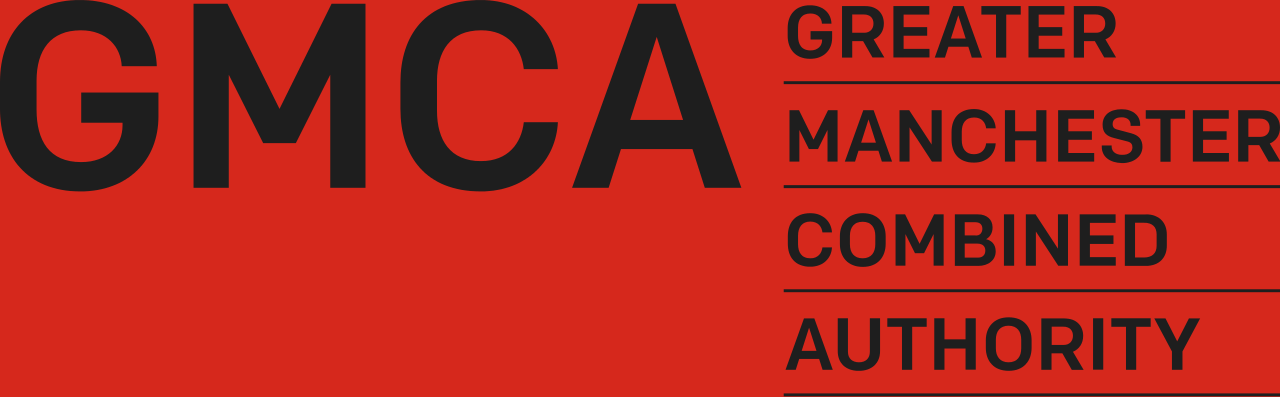 GMCA
GREATER
MANCHESTER
COMBINED
AUTHORITY